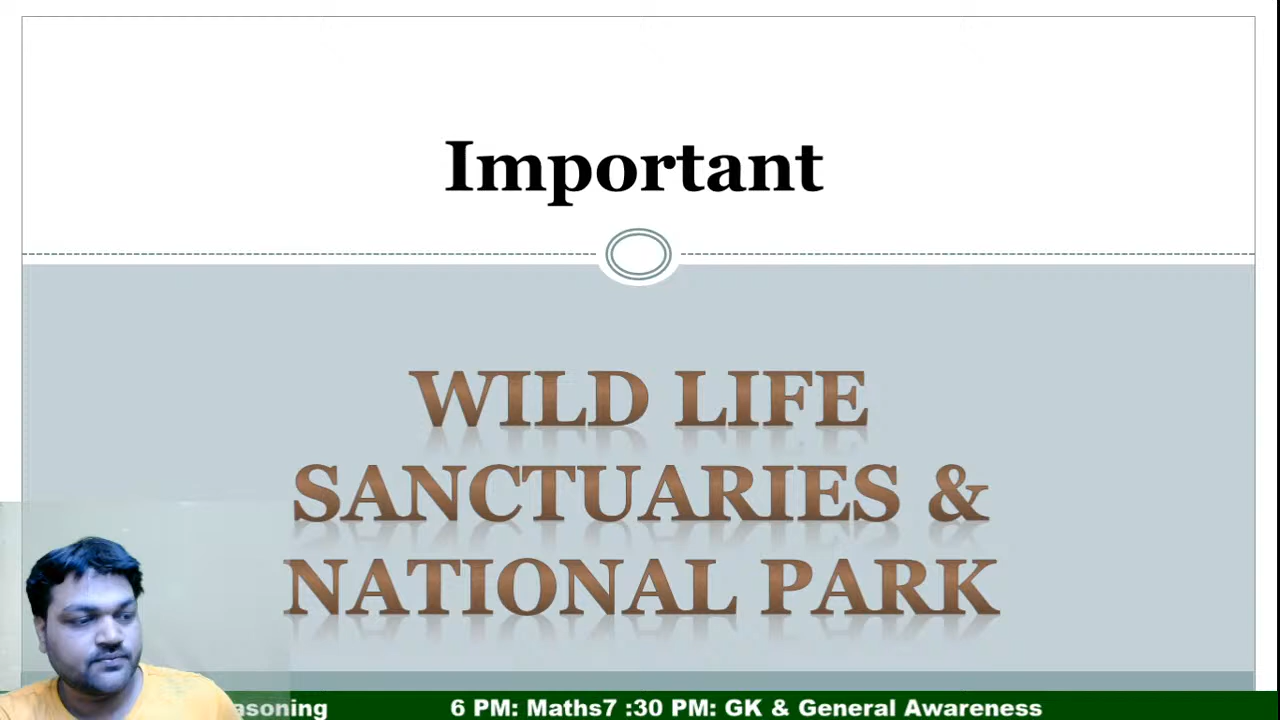 Important
WILD LIFE
SANCTUARIES &
NATIONAL PARK
asoning 6 PM: Maths7 :30 PM: GK & General Awareness